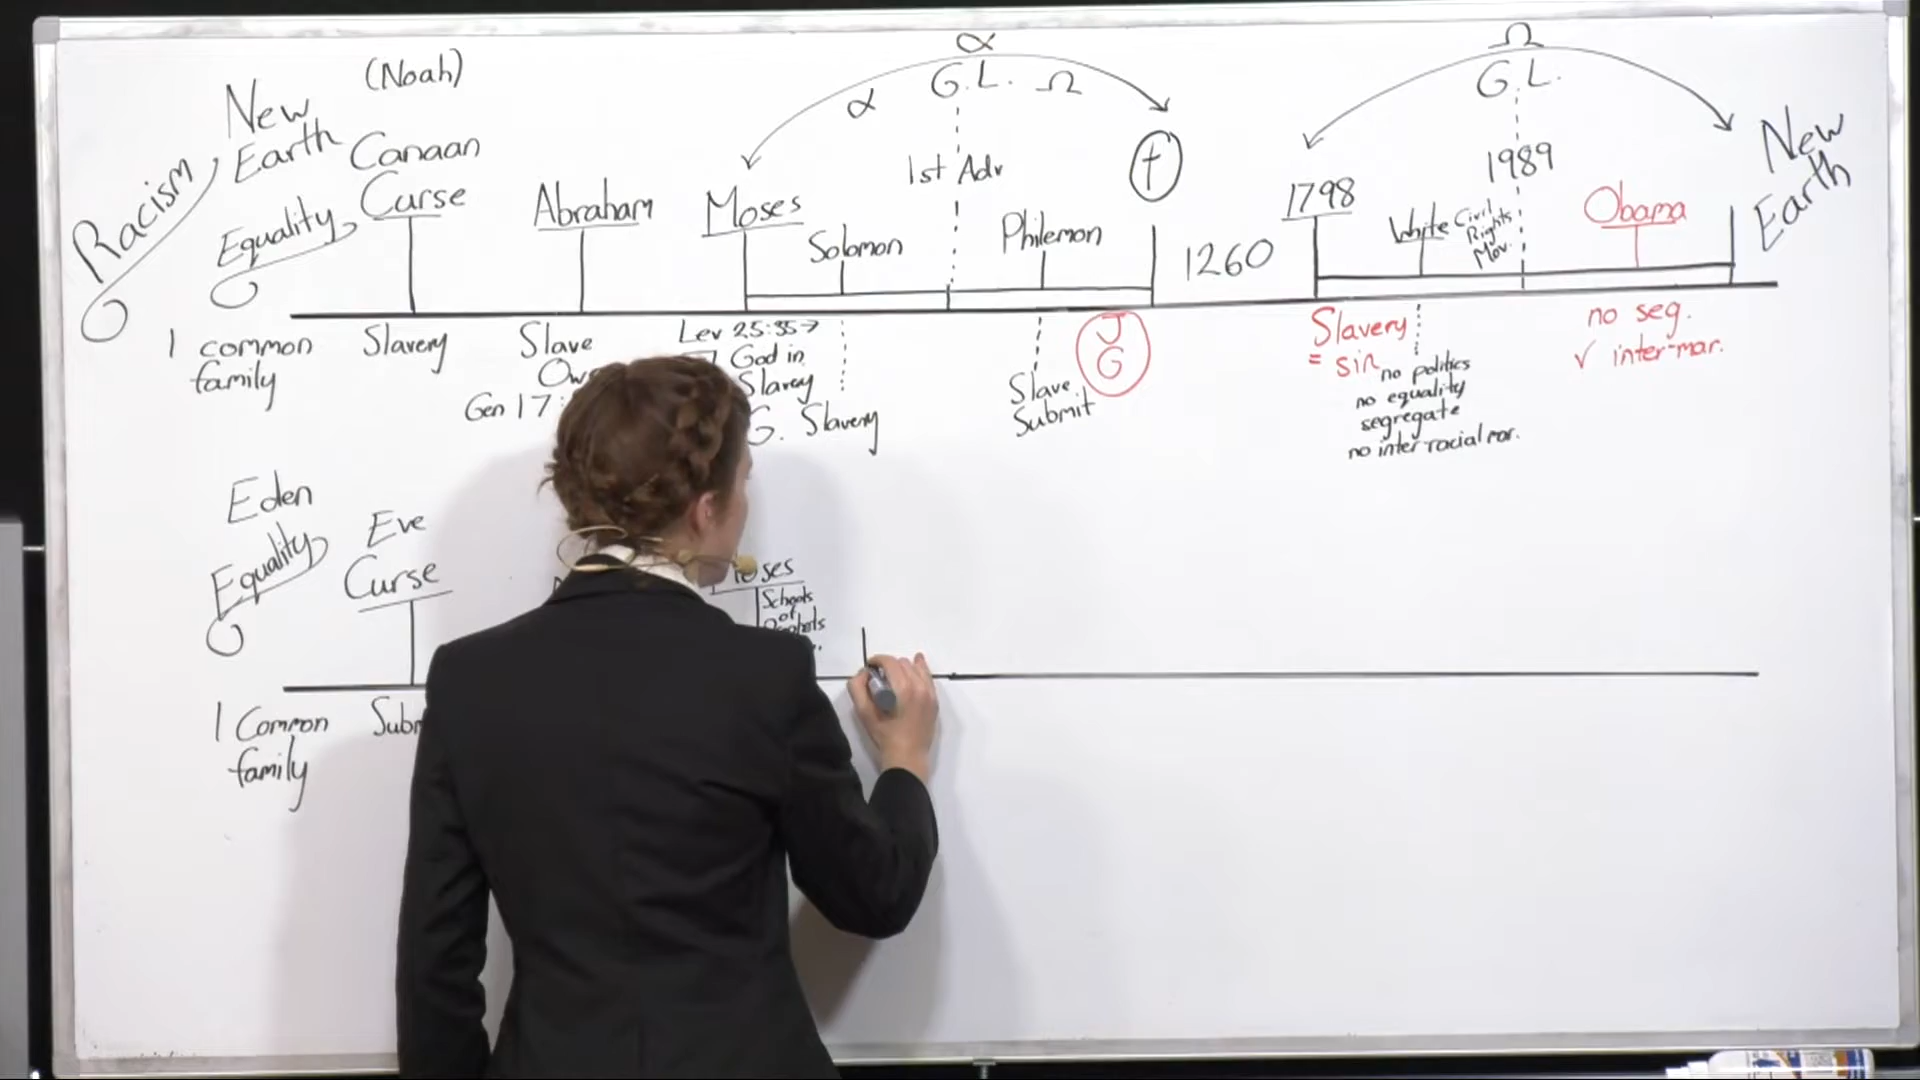 (Noah)
New
Earth
Racism
Canaan
Curse
Equality
Abraham
Moses
α
G.L.
α
Ω
1st Adv
Solomon
Philemon
†
1260
1798
Ω
G.L.
1989
White
Civil
Rights
Mov.
Obama
New
Earth
1 common
family
Slavery
Slave
Gen 17:
Lev 25:35→
God in
Slavery
G. Slavery
Slave
Submit
J
G
Slavery
= sin
no politics
no equality
segregate
no inter racial mar.
no seg.
✓ inter-mar.
Eden
Equality
Eve
Curse
Schools
of
1 Common
family